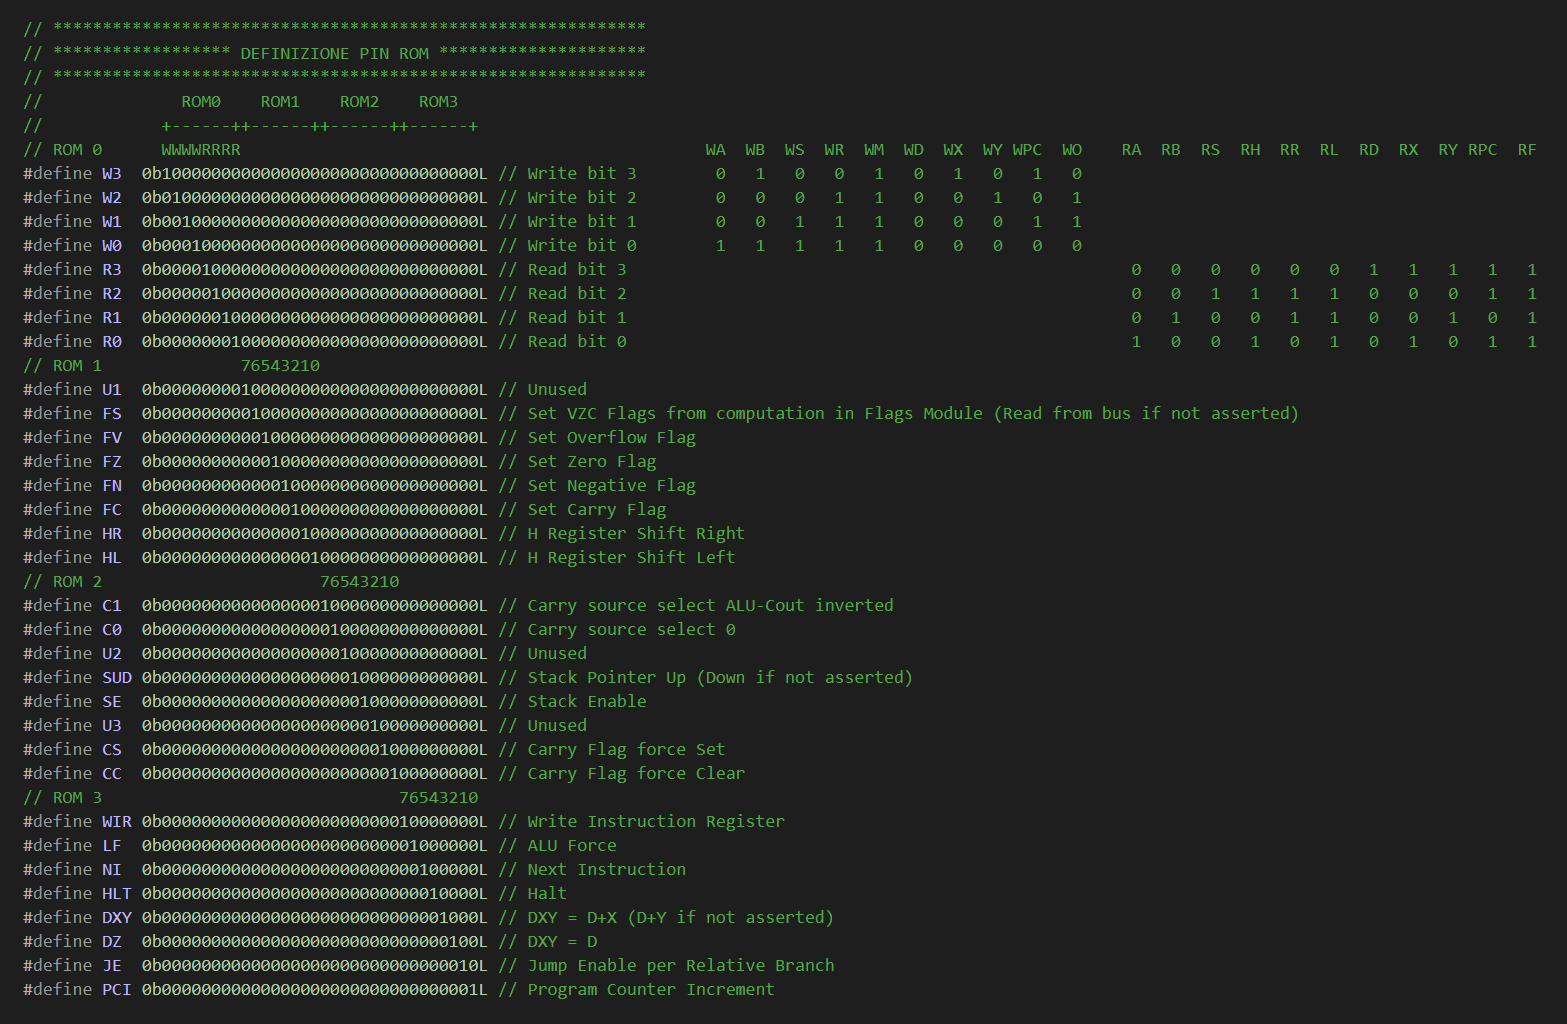 // ************************************************************
// ****************** DEFINIZIONE PIN ROM *********************
// ************************************************************
//              ROM0    ROM1    ROM2    ROM3
//            +------++------++------++------+
// ROM 0      WWWWRRRR                                               WA  WB  WS  WR  WM  WD  WX  WY WPC  WO    RA  RB  RS  RH  RR  RL  RD  RX  RY RPC  RF
#define W3  0b10000000000000000000000000000000L // Write bit 3        0   1   0   0   1   0   1   0   1   0
#define W2  0b01000000000000000000000000000000L // Write bit 2        0   0   0   1   1   0   0   1   0   1
#define W1  0b00100000000000000000000000000000L // Write bit 1        0   0   1   1   1   0   0   0   1   1
#define W0  0b00010000000000000000000000000000L // Write bit 0        1   1   1   1   1   0   0   0   0   0
#define R3  0b00001000000000000000000000000000L // Read bit 3                                                   0   0   0   0   0   0   1   1   1   1   1
#define R2  0b00000100000000000000000000000000L // Read bit 2                                                   0   0   1   1   1   1   0   0   0   1   1
#define R1  0b00000010000000000000000000000000L // Read bit 1                                                   0   1   0   0   1   1   0   0   1   0   1
#define R0  0b00000001000000000000000000000000L // Read bit 0                                                   1   0   0   1   0   1   0   1   0   1   1
// ROM 1              76543210
#define U1  0b00000000100000000000000000000000L // Unused
#define FS  0b00000000010000000000000000000000L // Set VZC Flags from computation in Flags Module (Read from bus if not asserted)
#define FV  0b00000000001000000000000000000000L // Set Overflow Flag
#define FZ  0b00000000000100000000000000000000L // Set Zero Flag
#define FN  0b00000000000010000000000000000000L // Set Negative Flag
#define FC  0b00000000000001000000000000000000L // Set Carry Flag
#define HR  0b00000000000000100000000000000000L // H Register Shift Right
#define HL  0b00000000000000010000000000000000L // H Register Shift Left
// ROM 2                      76543210
#define C1  0b00000000000000001000000000000000L // Carry source select ALU-Cout inverted
#define C0  0b00000000000000000100000000000000L // Carry source select 0
#define U2  0b00000000000000000010000000000000L // Unused
#define SUD 0b00000000000000000001000000000000L // Stack Pointer Up (Down if not asserted)
#define SE  0b00000000000000000000100000000000L // Stack Enable
#define U3  0b00000000000000000000010000000000L // Unused
#define CS  0b00000000000000000000001000000000L // Carry Flag force Set
#define CC  0b00000000000000000000000100000000L // Carry Flag force Clear
// ROM 3                              76543210
#define WIR 0b00000000000000000000000010000000L // Write Instruction Register
#define LF  0b00000000000000000000000001000000L // ALU Force
#define NI  0b00000000000000000000000000100000L // Next Instruction
#define HLT 0b00000000000000000000000000010000L // Halt
#define DXY 0b00000000000000000000000000001000L // DXY = D+X (D+Y if not asserted)
#define DZ  0b00000000000000000000000000000100L // DXY = D
#define JE  0b00000000000000000000000000000010L // Jump Enable per Relative Branch
#define PCI 0b00000000000000000000000000000001L // Program Counter Increment